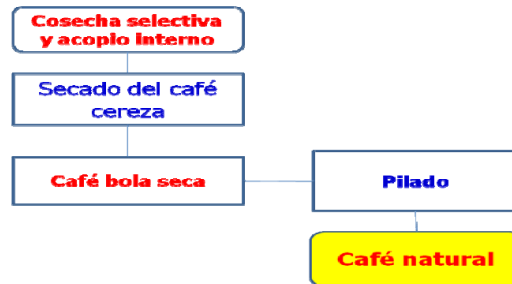 Cosecha selectiva
y acopio interno
Secado del café
cereza
Café bola seca
Pilado
Café natural